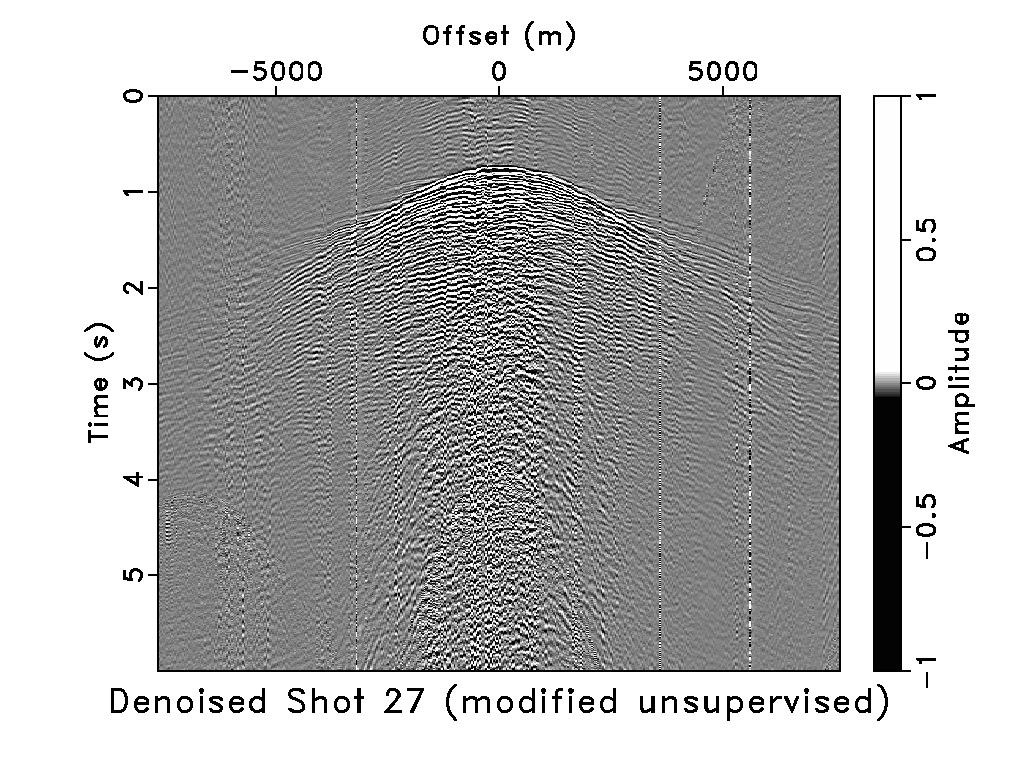 Offset (m)
−5000 0 5000
0
1
2
3
4
5
Time (s)
1
0.5
0
−0.5
−1
Amplitude
Denoised Shot 27 (modified unsupervised)